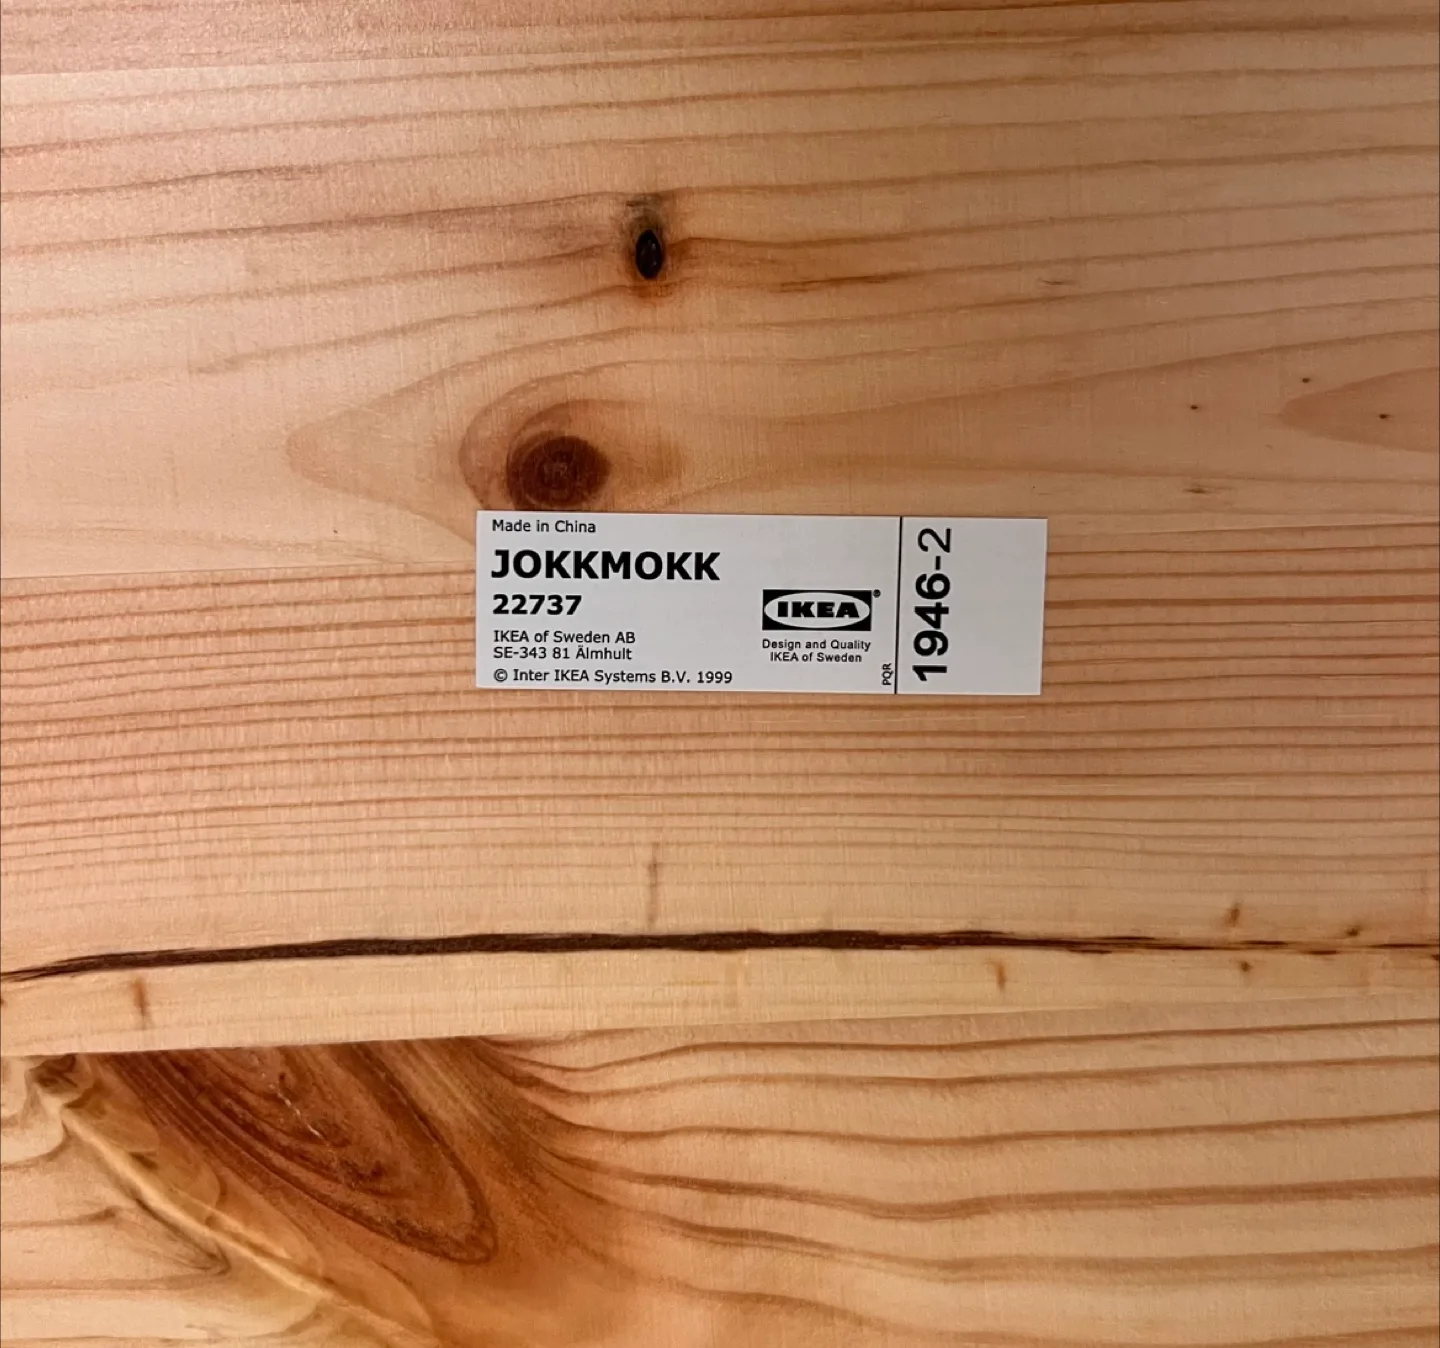 Made in China
JOKKMOKK
22737
IKEA of Sweden AB
SE-343 81 Älmhult
© Inter IKEA Systems B.V. 1999
IKEA®
Design and Quality
IKEA of Sweden
PQR
1946-2